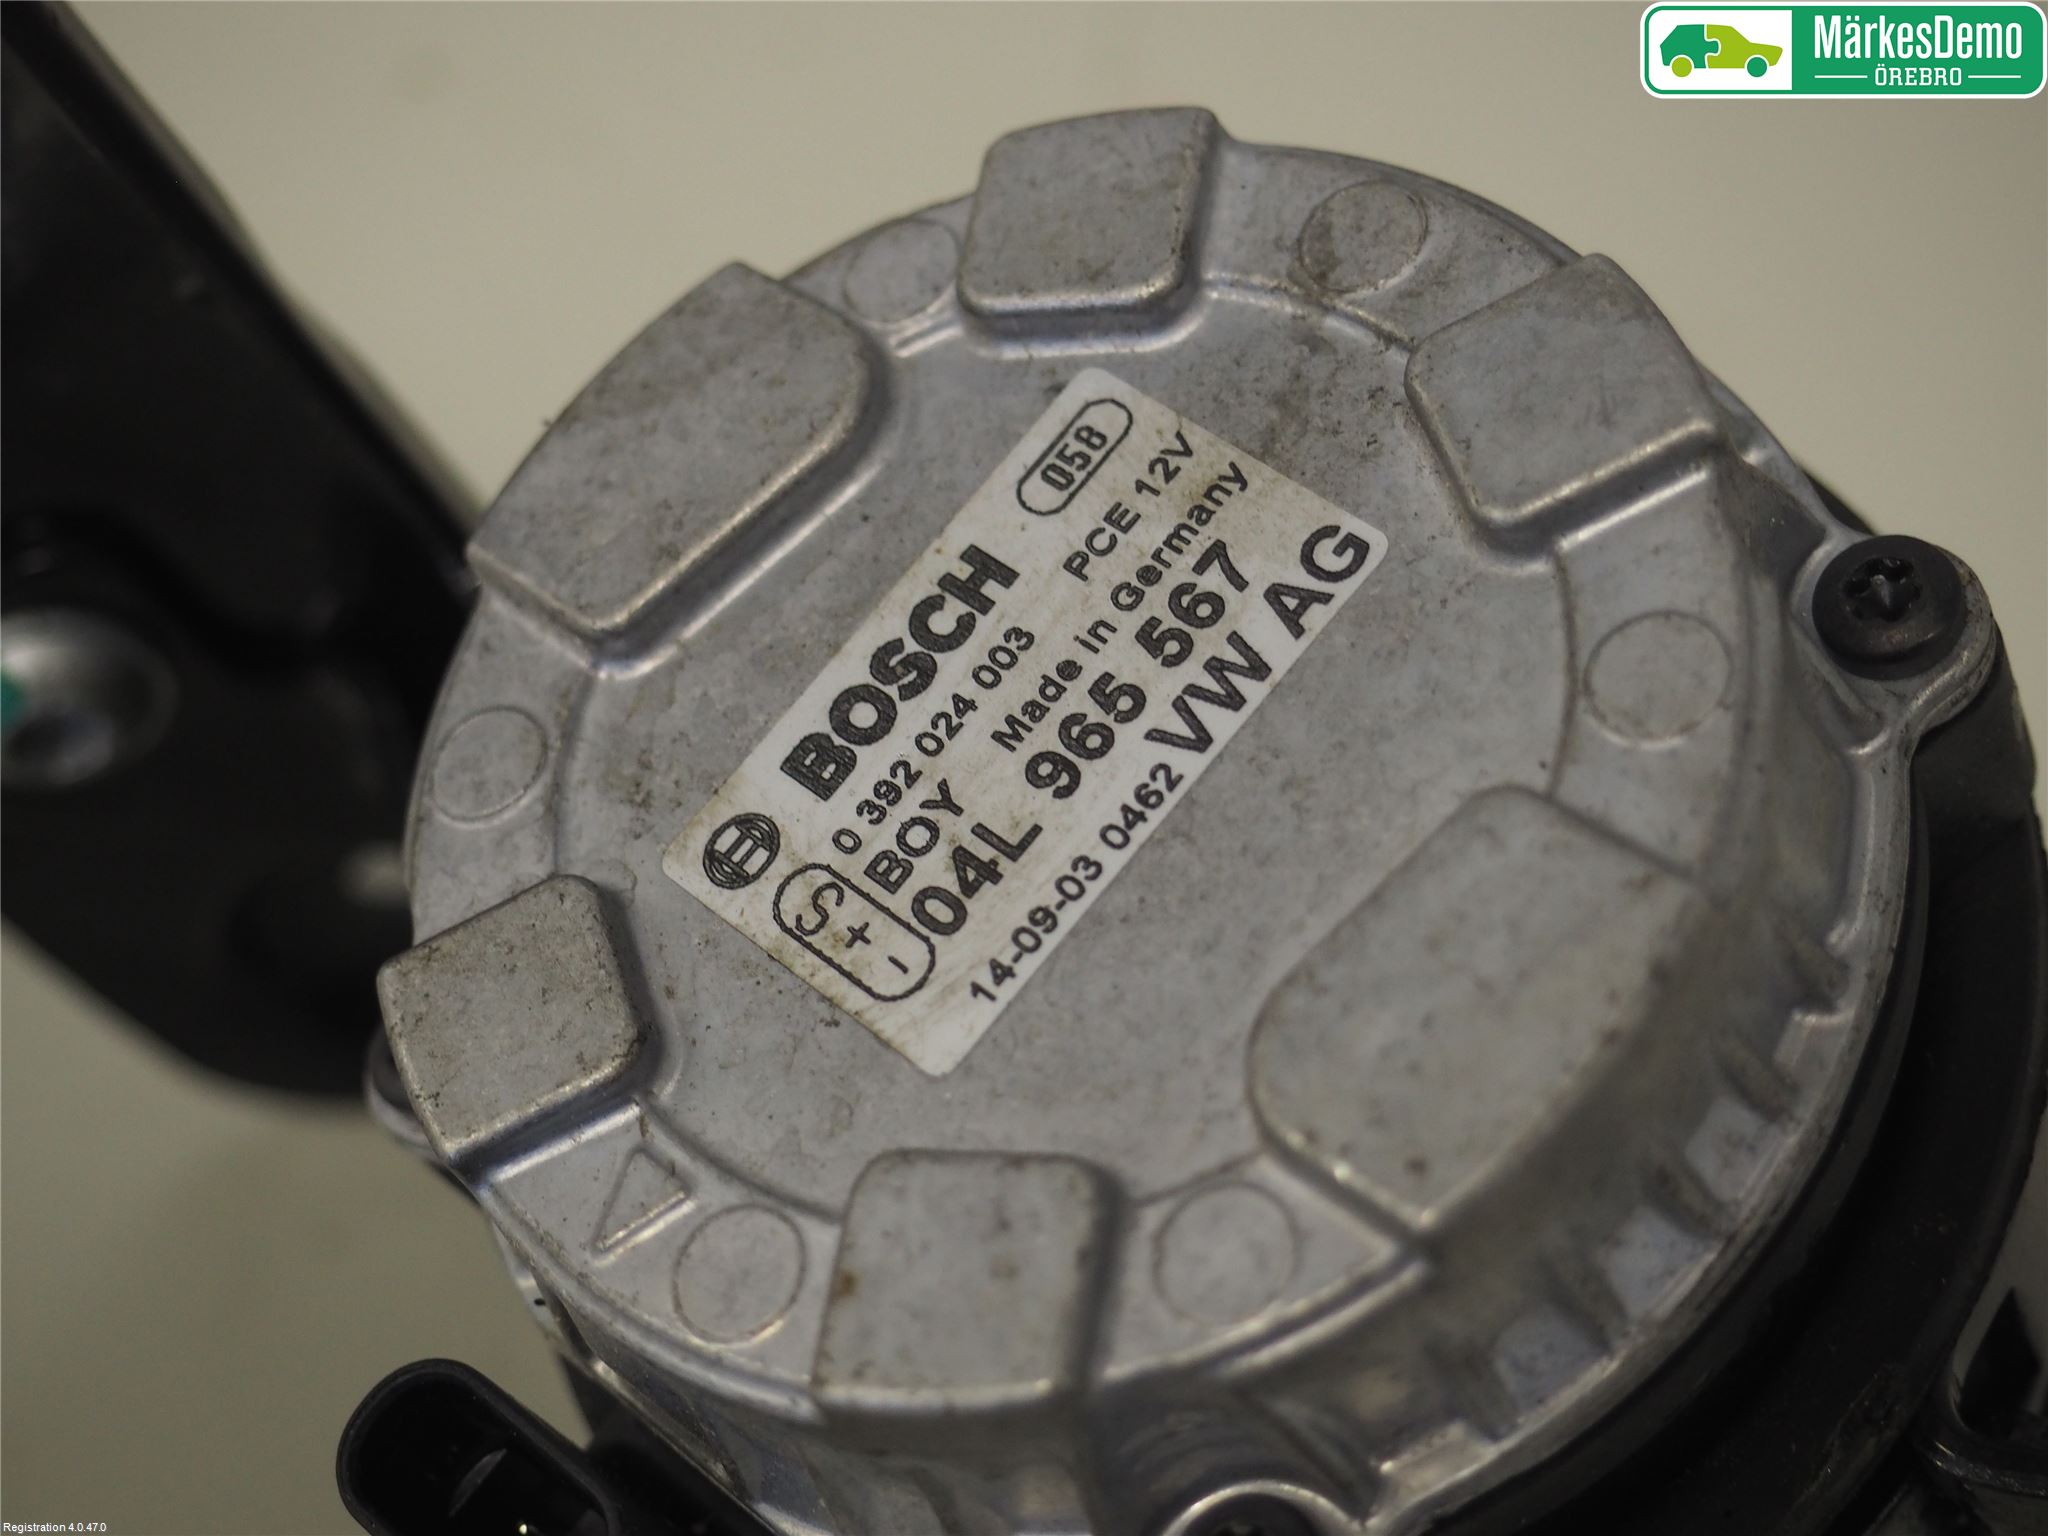 MärkesDemo
ÖREBRO
058
BOSCH
0 392 024 003 PCE 12V
BOY Made in Germany
04L 965 567
14-09-03 0462 VW AG
S + -
Registration 4.0.47.0